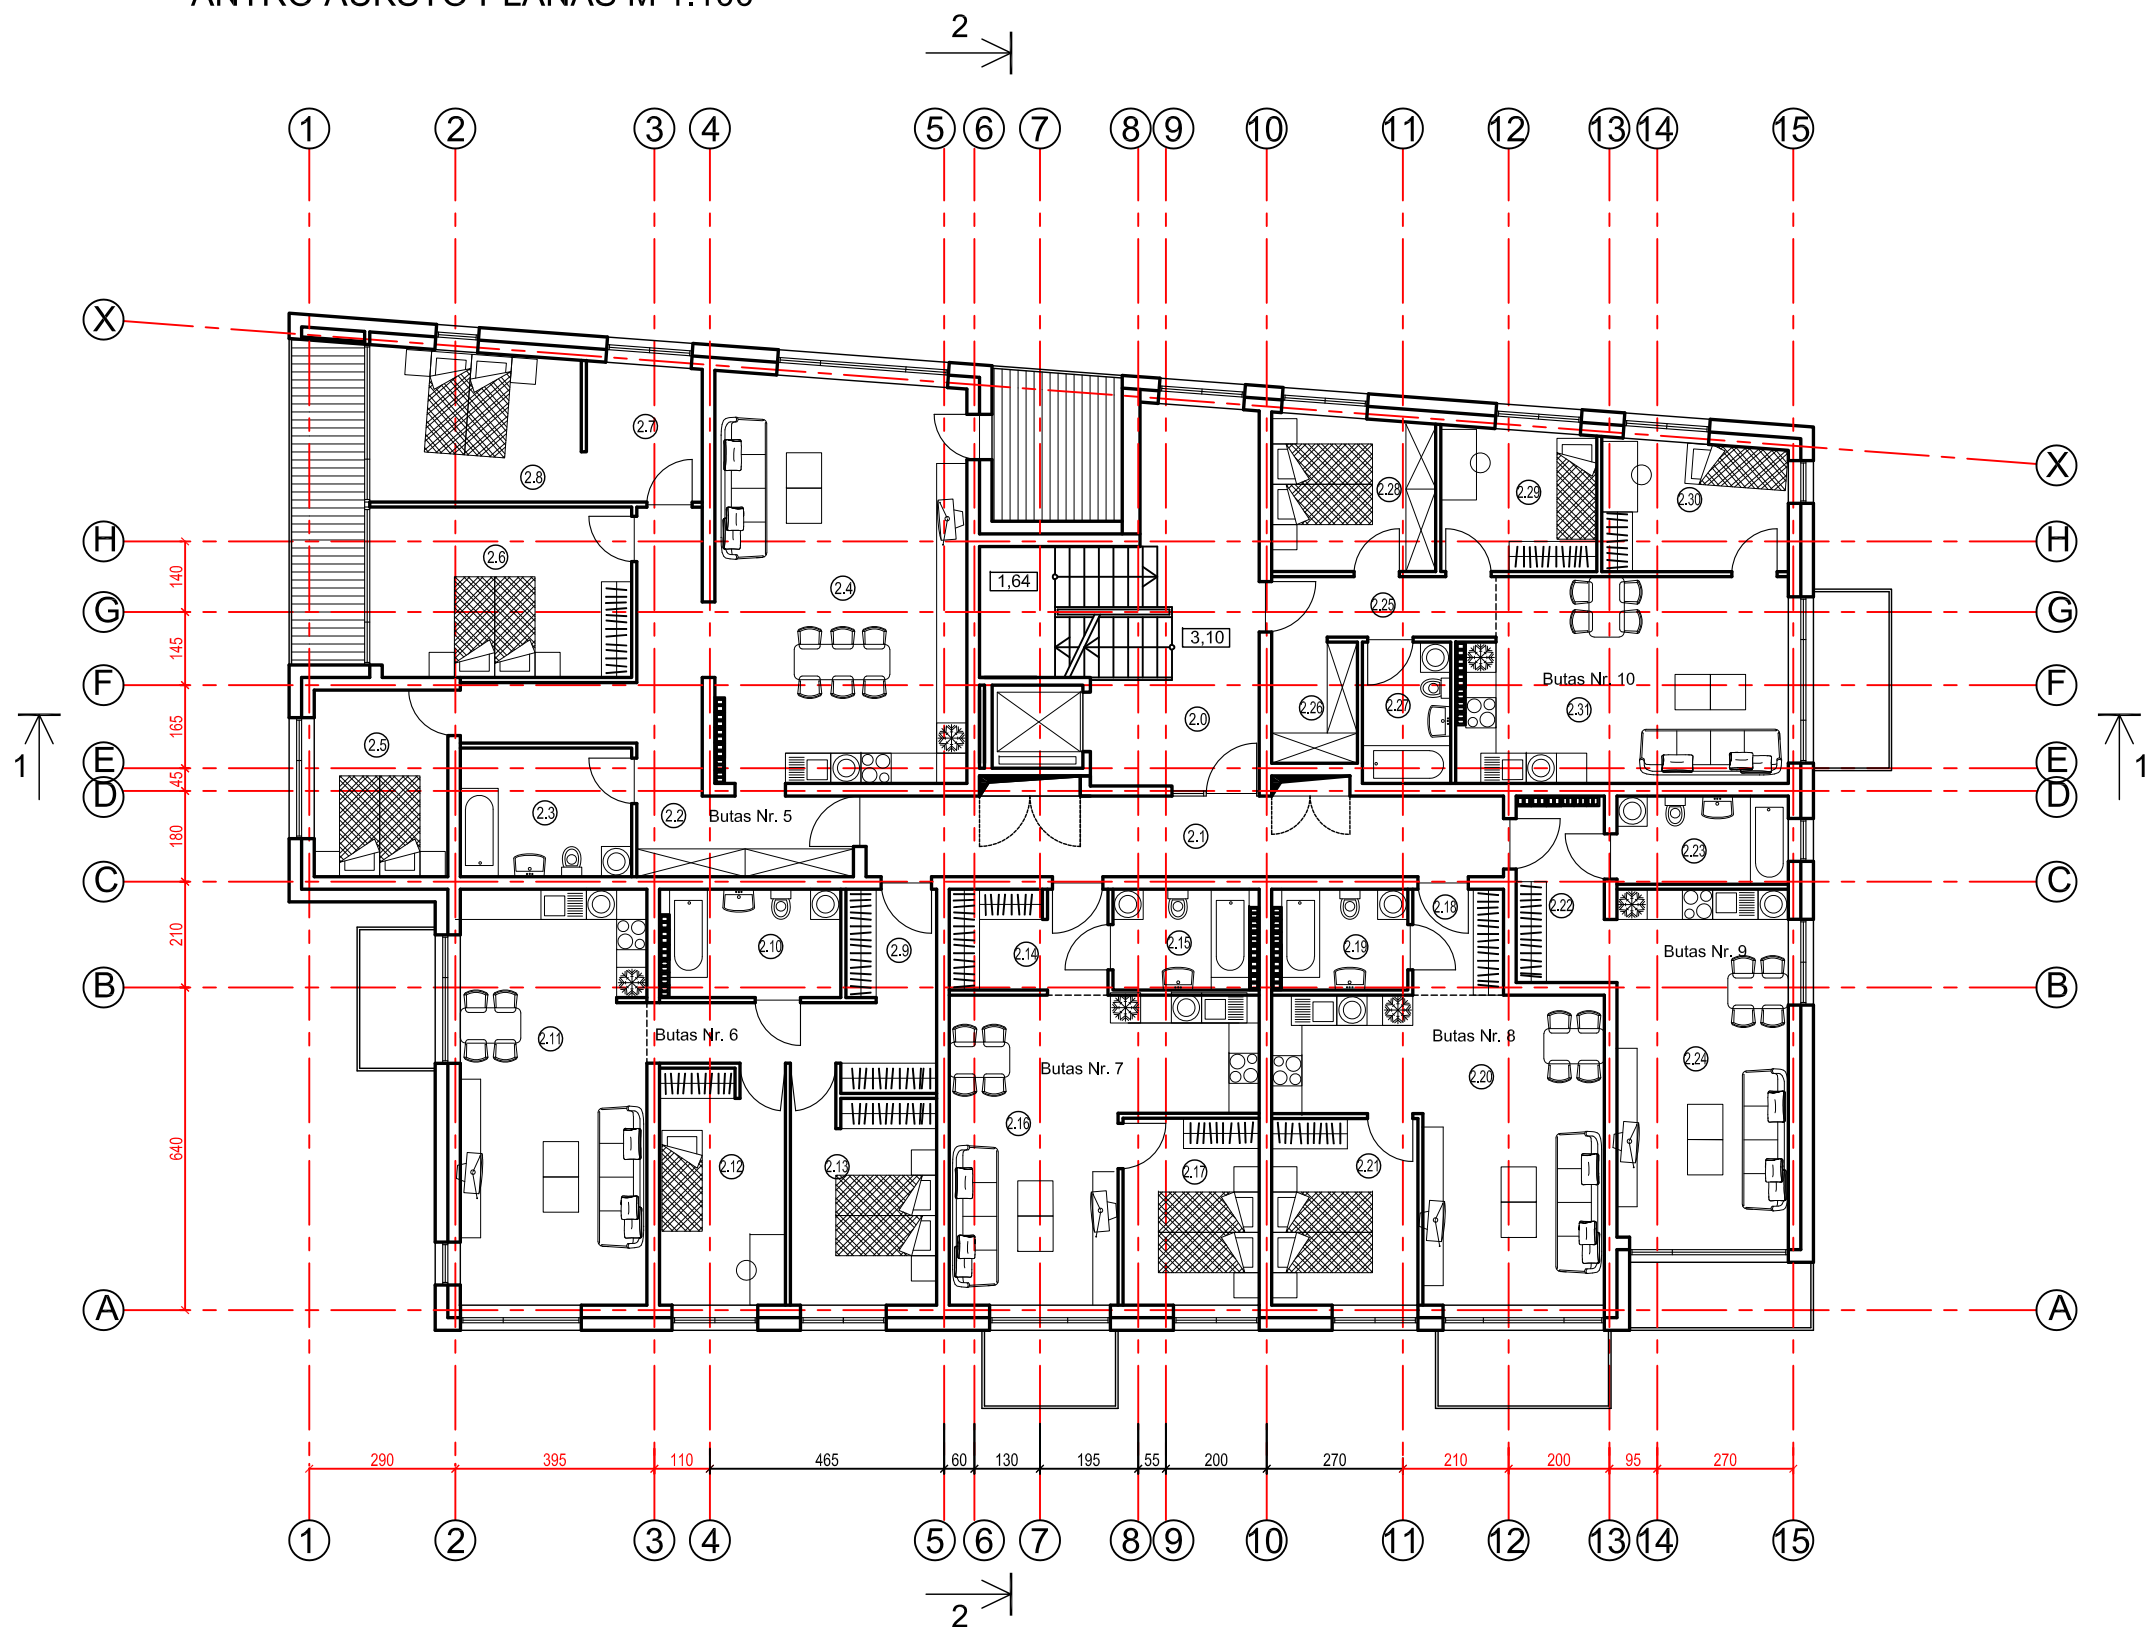 ANTRO AUKŠTO PLANAS M 1:100
2
1 2 3 4 5 6 7 8 9 10 11 12 13 14 15
X
X
2.7
2.8
2.28
2.29
2.30
H
H
2.6
140
1,64
2.4
2.25
G
G
3,10
145
F
Butas Nr. 10
F
2.26
2.27
2.31
2.0
165
2.5
1
E
E
1
45
D
D
2.3
2.2
Butas Nr. 5
2.1
180
2.23
C
C
2.22
2.18
210
2.10
2.9
2.14
2.15
2.19
Butas Nr. 9
B
B
2.11
Butas Nr. 6
Butas Nr. 8
2.24
Butas Nr. 7
2.20
2.16
640
2.12
2.13
2.17
2.21
A
A
290 395 110 465 60 130 195 55 200 270 210 200 95 270
1 2 3 4 5 6 7 8 9 10 11 12 13 14 15
2